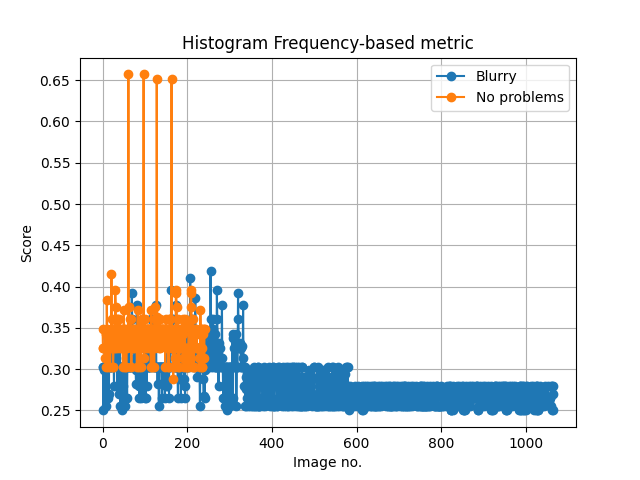 Histogram Frequency-based metric
Blurry
No problems
Score
0.65
0.60
0.55
0.50
0.45
0.40
0.35
0.30
0.25
0 200 400 600 800 1000
Image no.